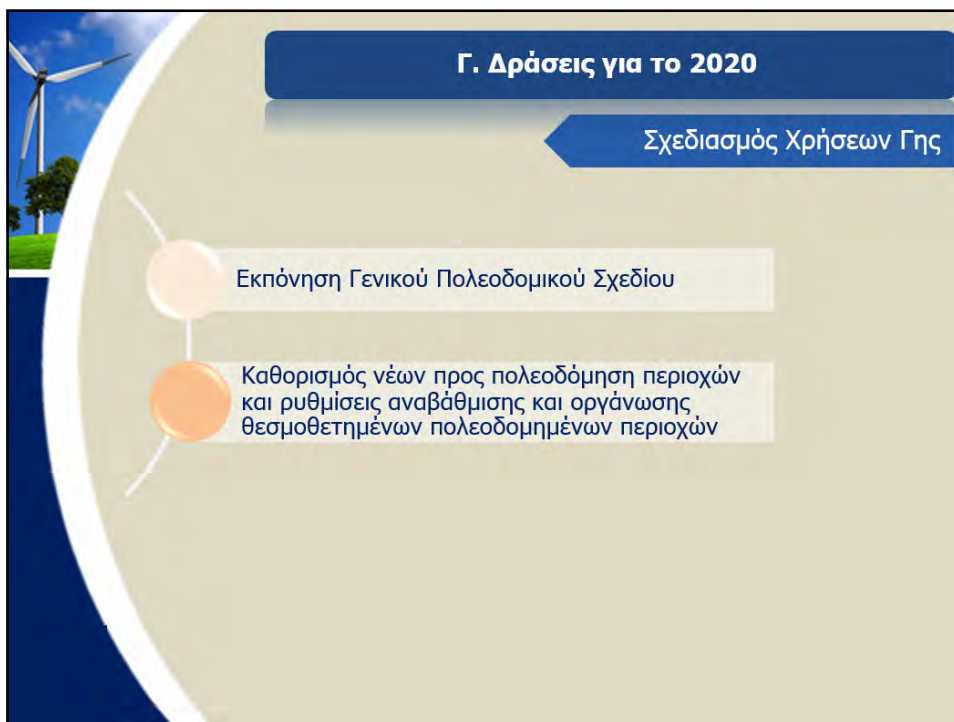 Γ. Δράσεις για το 2020
Σχεδιασμός Χρήσεων Γης
Εκπόνηση Γενικού Πολεοδομικού Σχεδίου
Καθορισμός νέων προς πολεοδόμηση περιοχών
και ρυθμίσεις αναβάθμισης και οργάνωσης
θεσμοθετημένων πολεοδομημένων περιοχών